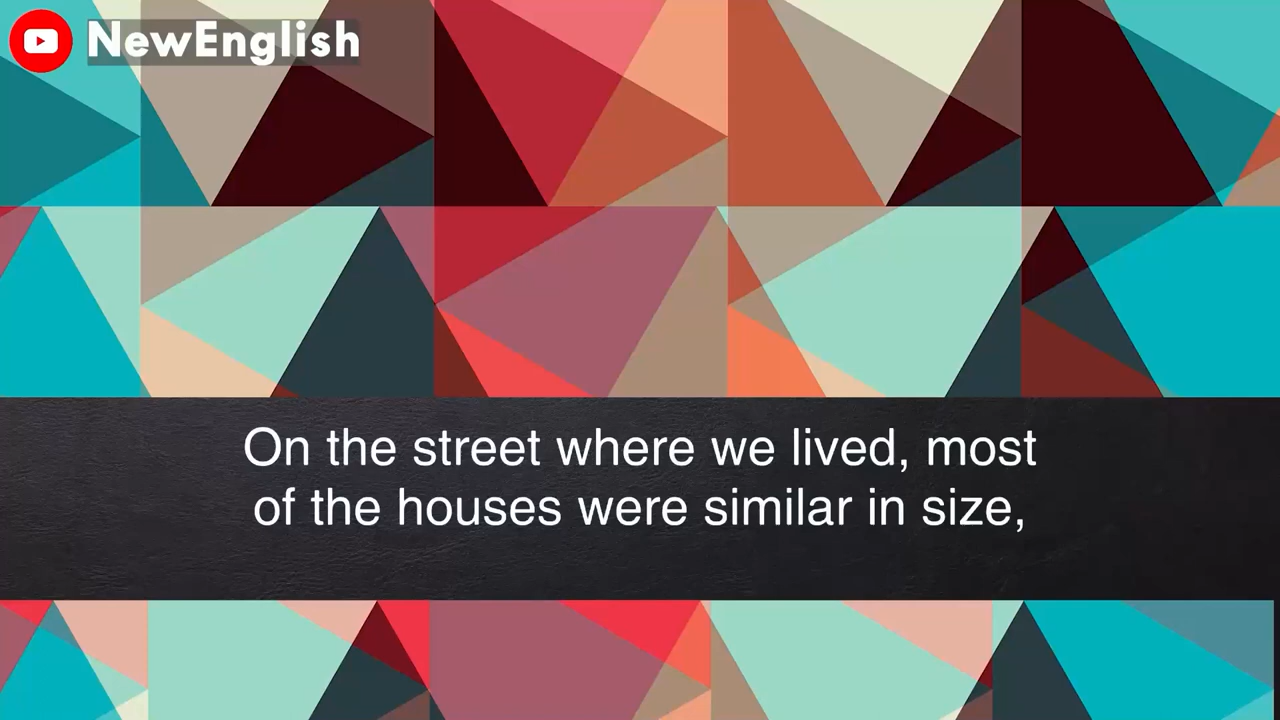 NewEnglish
On the street where we lived, most
of the houses were similar in size,